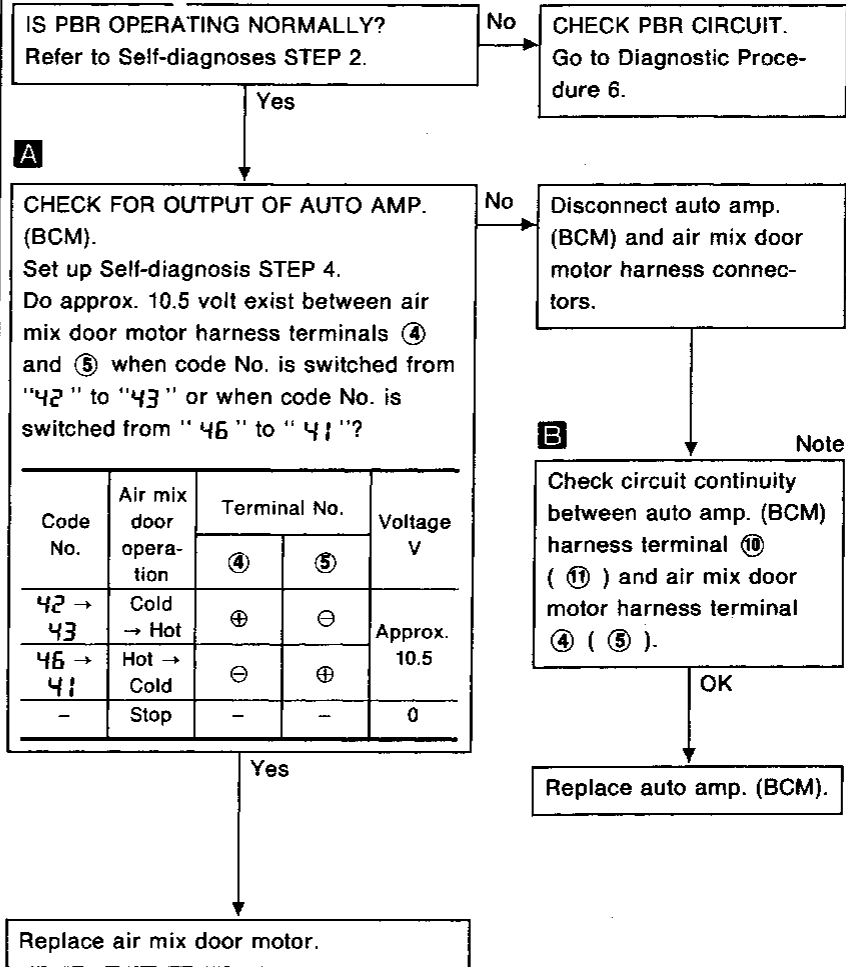 IS PBR OPERATING NORMALLY?
Refer to Self-diagnoses STEP 2.
No
CHECK PBR CIRCUIT.
Go to Diagnostic Proce-
dure 6.
Yes
A
CHECK FOR OUTPUT OF AUTO AMP.
(BCM).
Set up Self-diagnosis STEP 4.
Do approx. 10.5 volt exist between air
mix door motor harness terminals ④
and ⑤ when code No. is switched from
"42" to "43" or when code No. is
switched from "46" to "41"?
Code No. | Air mix door opera-tion | Terminal No. | Voltage V
④ ⑤
42 → 43 | Cold → Hot | ⊕ | ⊖ | Approx. 10.5
46 → 41 | Hot → Cold | ⊖ | ⊕
– | Stop | – | – | 0
No
Disconnect auto amp.
(BCM) and air mix door
motor harness connec-
tors.
B
Note
Check circuit continuity
between auto amp. (BCM)
harness terminal ⑩
( ⑪ ) and air mix door
motor harness terminal
④ ( ⑤ ).
OK
Replace auto amp. (BCM).
Yes
Replace air mix door motor.